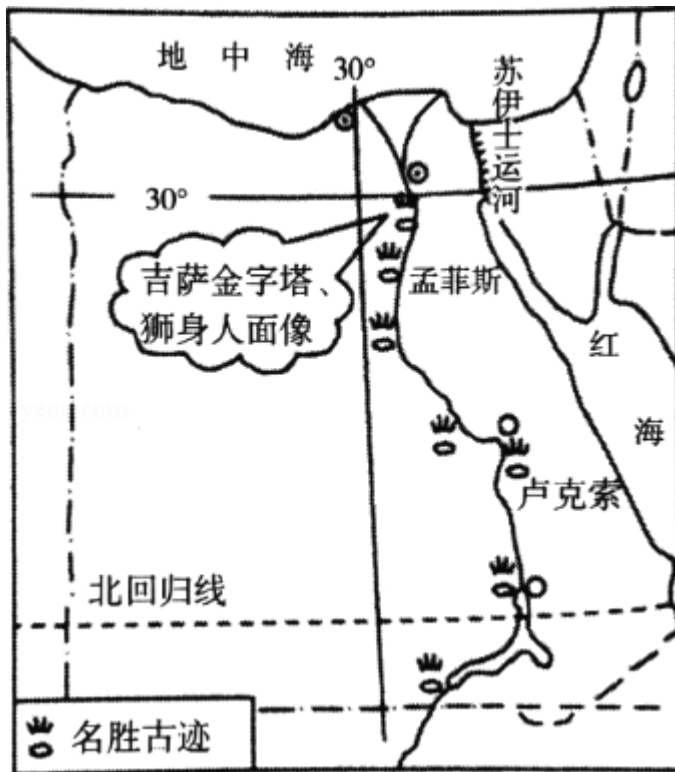 地中海
30°
苏伊士运河
30°
吉萨金字塔、
狮身人面像
孟菲斯
红
海
卢克索
北回归线
名胜古迹